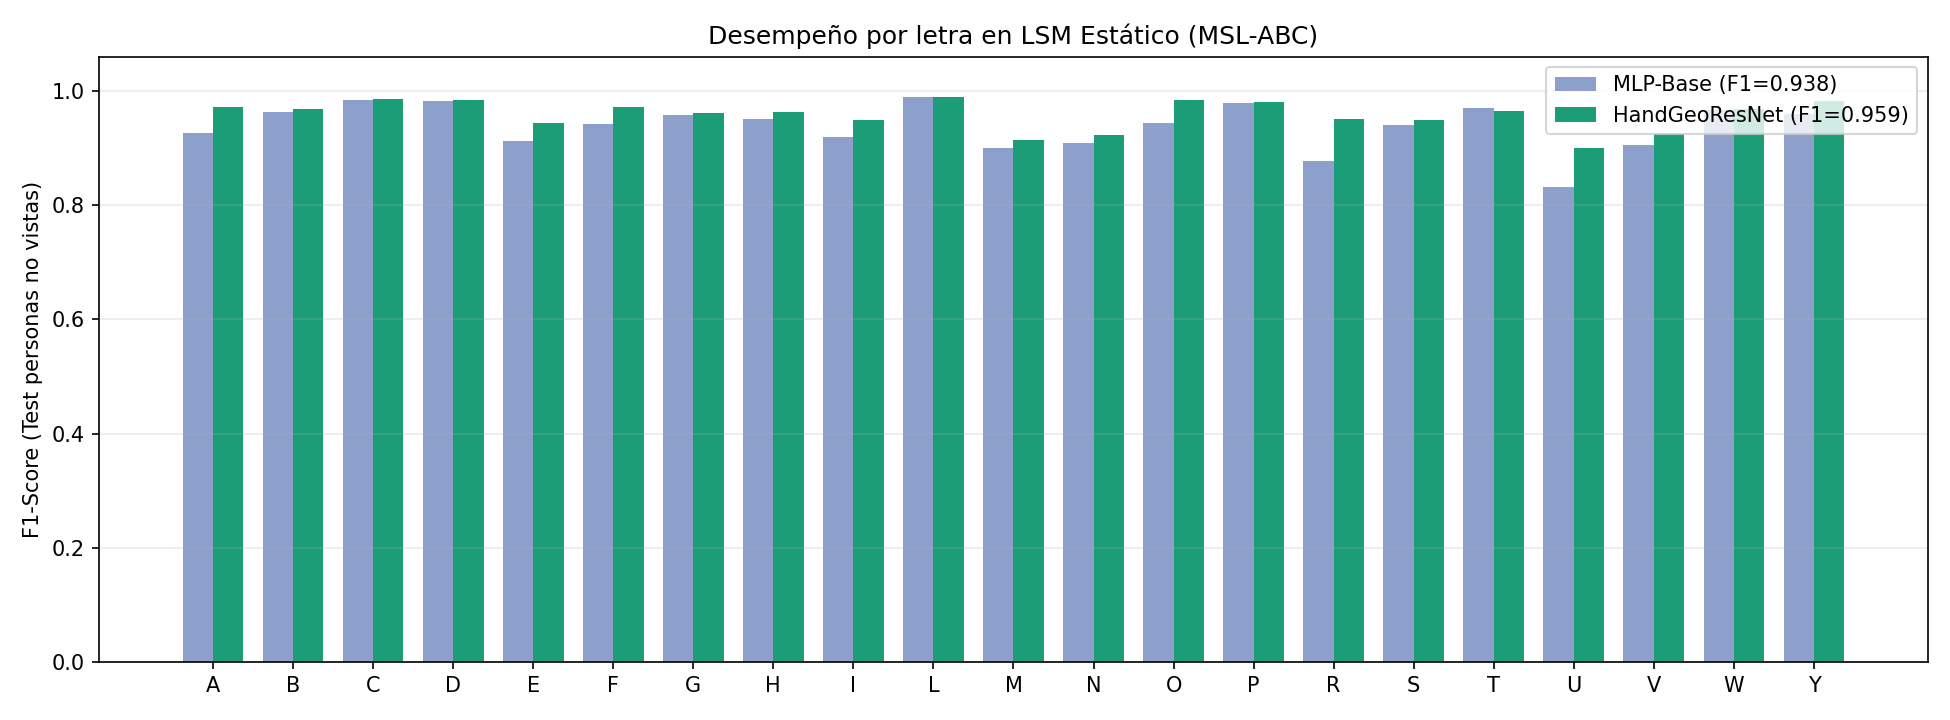 Desempeño por letra en LSM Estático (MSL-ABC)
MLP-Base (F1=0.938)
HandGeoResNet (F1=0.959)
F1-Score (Test personas no vistas)
1.0
0.8
0.6
0.4
0.2
0.0
A B C D E F G H I L M N O P R S T U V W Y